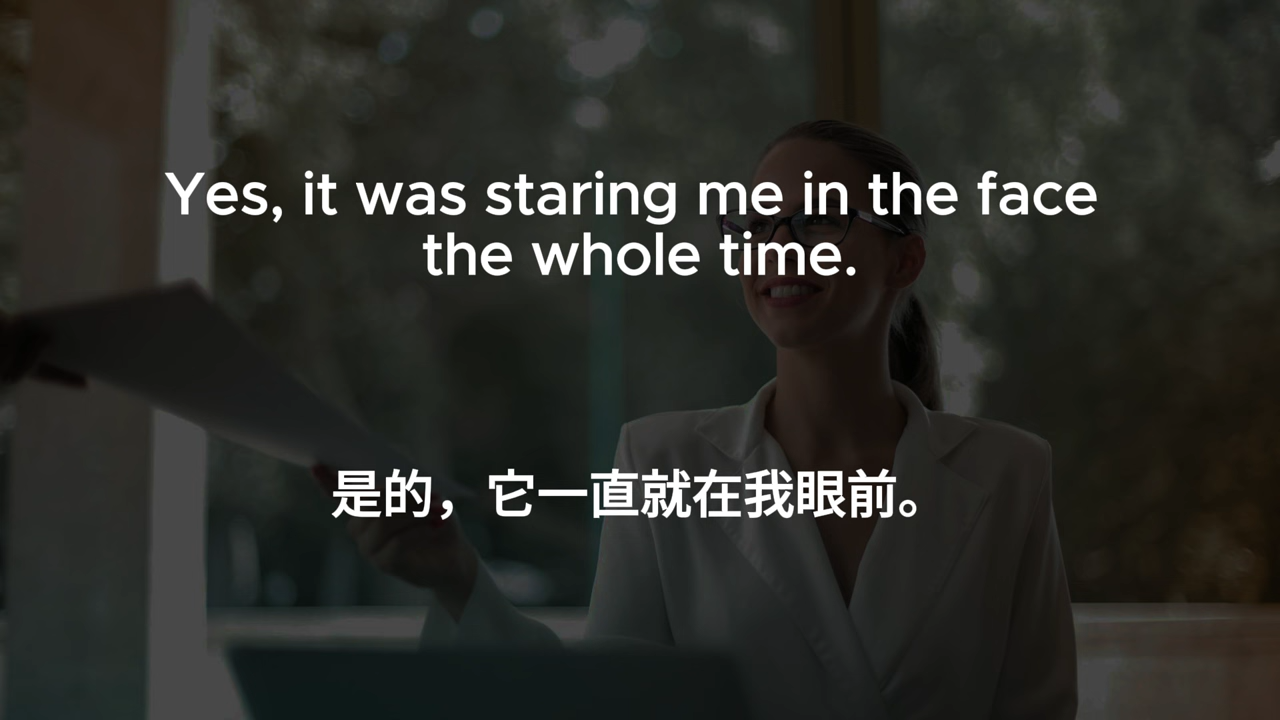 Yes, it was staring me in the face
the whole time.
是的，它一直就在我眼前。